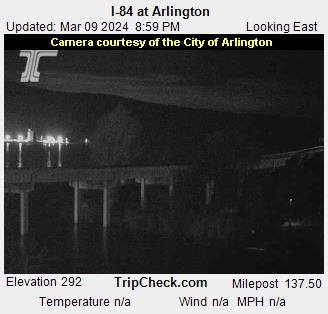 I-84 at Arlington
Updated: Mar 09 2024 8:59 PM Looking East
Camera courtesy of the City of Arlington
Elevation 292 TripCheck.com Milepost 137.50
Temperature n/a Wind n/a MPH n/a